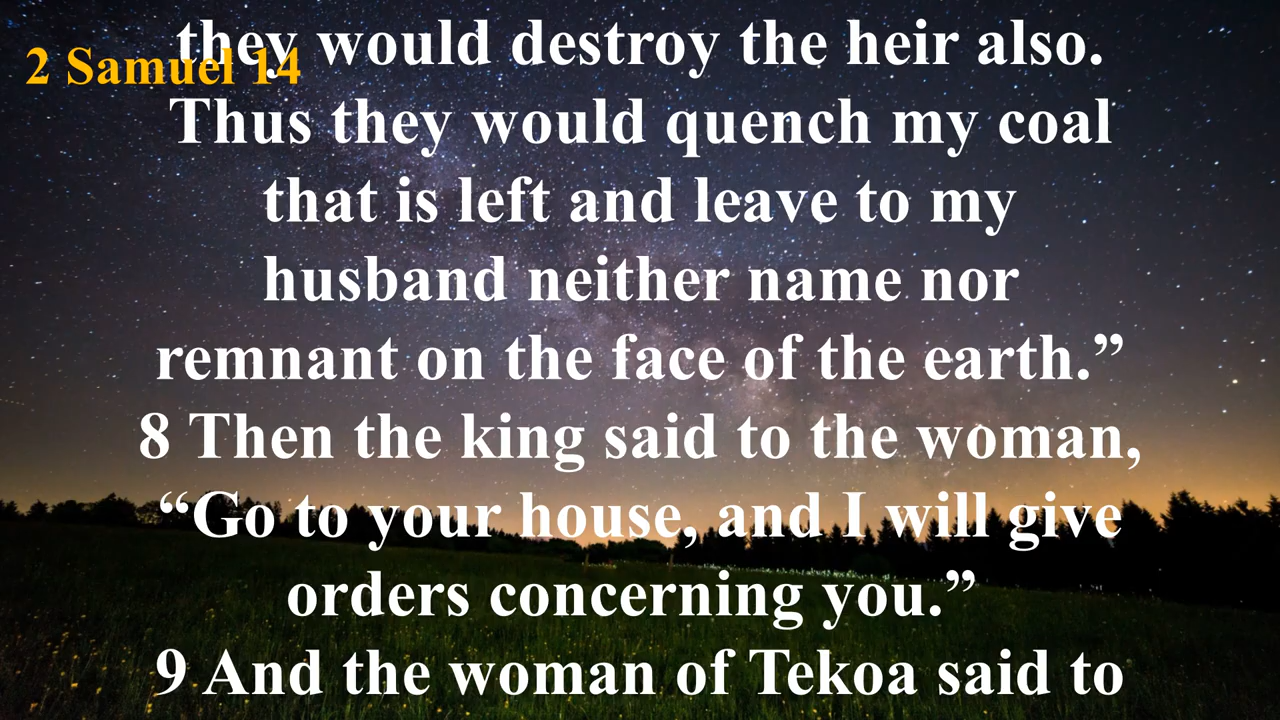 2 Samuel 14
they would destroy the heir also.
Thus they would quench my coal
that is left and leave to my
husband neither name nor
remnant on the face of the earth.”
8 Then the king said to the woman,
“Go to your house, and I will give
orders concerning you.”
9 And the woman of Tekoa said to